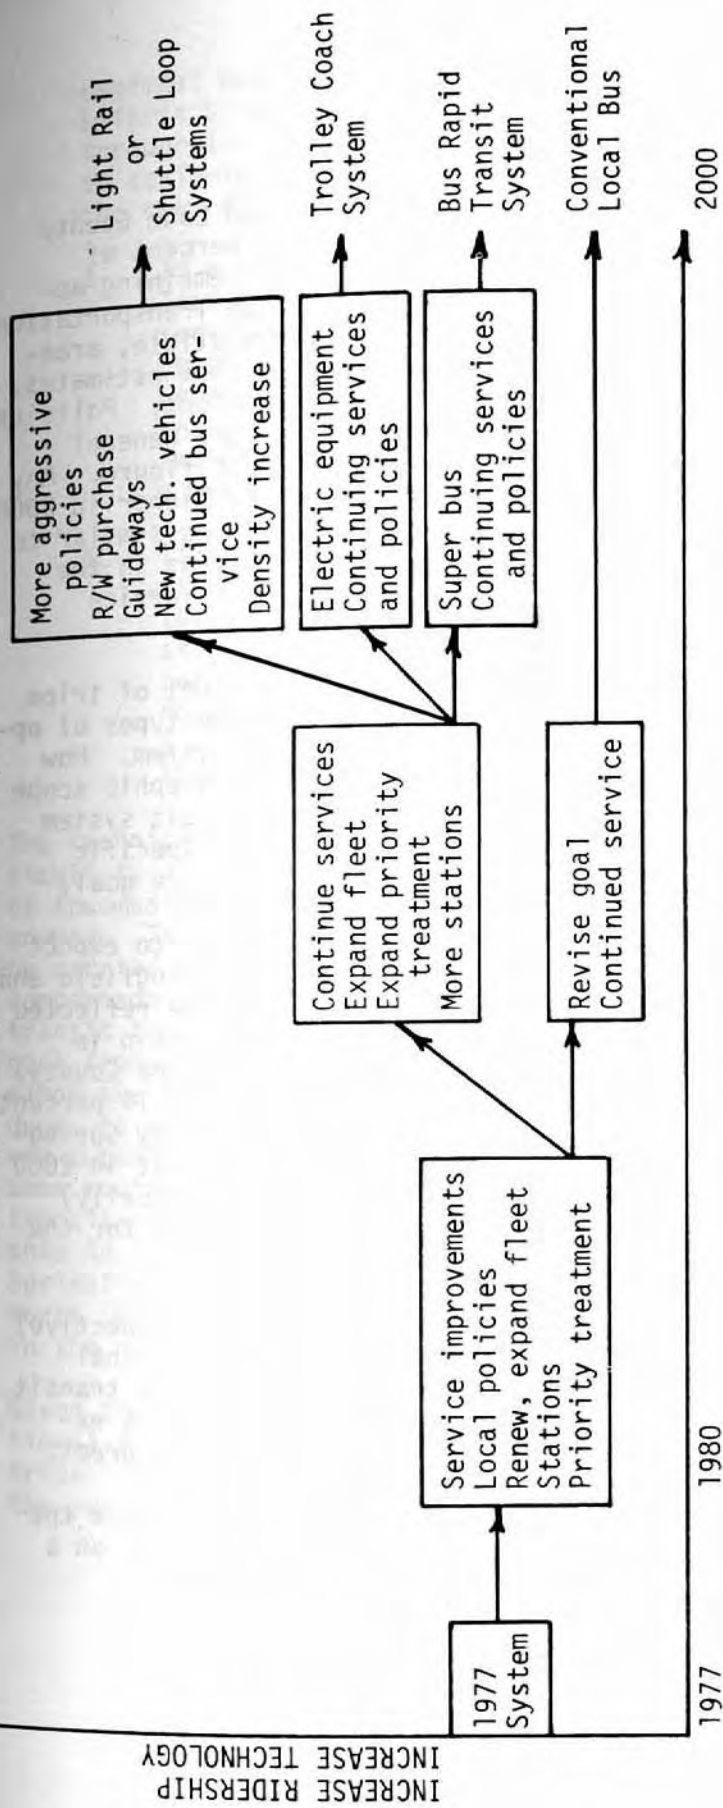 INCREASE RIDERSHIP
INCREASE TECHNOLOGY
1977
System
Service improvements
Local policies
Renew, expand fleet
Stations
Priority treatment
Continue services
Expand fleet
Expand priority
treatment
More stations
Revise goal
Continued service
More aggressive
policies
R/W purchase
Guideways
New tech. vehicles
Continued bus ser-
vice
Density increase
Electric equipment
Continuing services
and policies
Super bus
Continuing services
and policies
Light Rail
or
Shuttle Loop
Systems
Trolley Coach
System
Bus Rapid
Transit
System
Conventional
Local Bus
1977
1980
2000